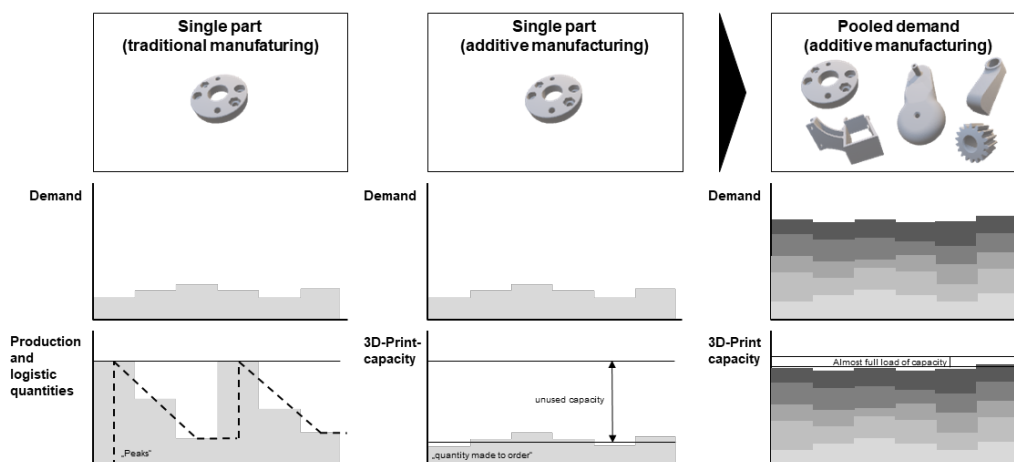 Single part
(traditional manufaturing)
Single part
(additive manufacturing)
Pooled demand
(additive manufacturing)
Demand
Demand
Demand
Production
and
logistic
quantities
„Peaks“
3D-Print-
capacity
unused capacity
„quantity made to order“
3D-Print
capacity
Almost full load of capacity